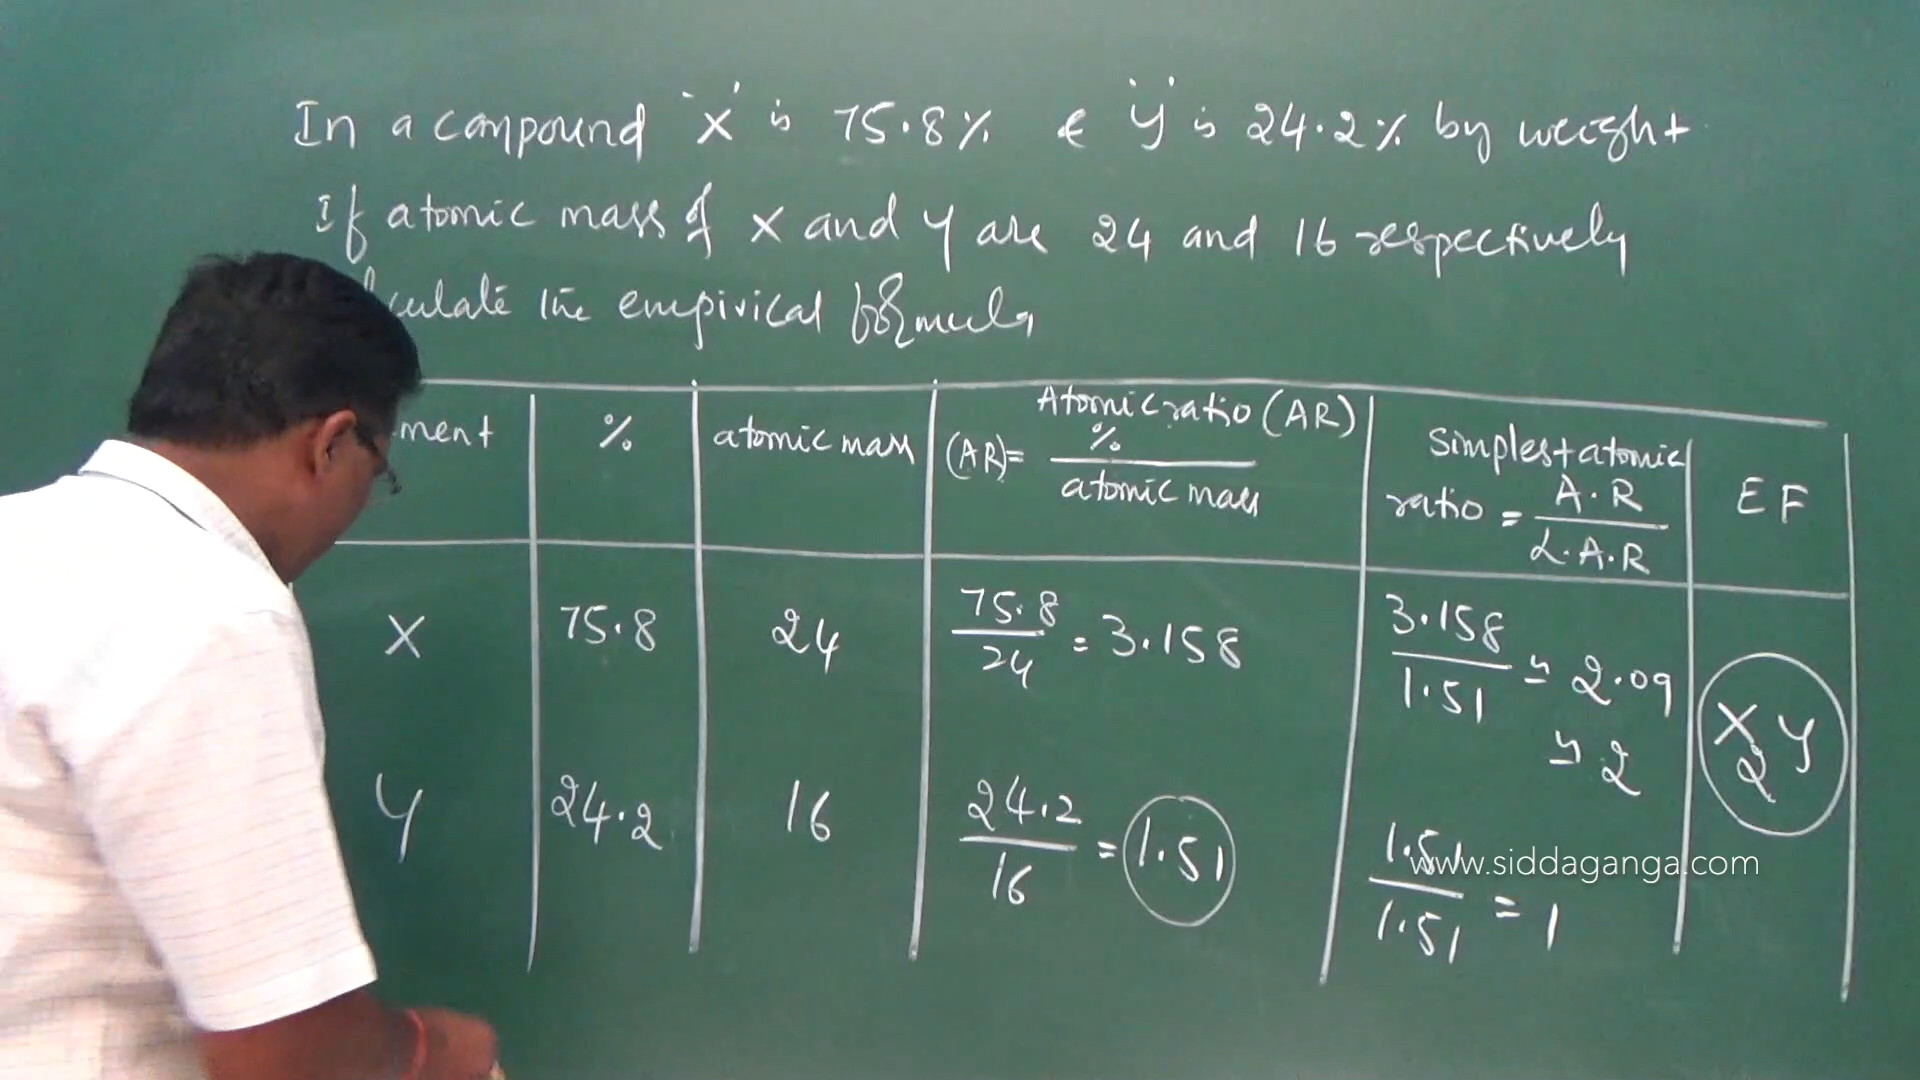 In a compound 'X' is 75.8% & 'Y' is 24.2% by weight
If atomic mass of X and Y are 24 and 16 respectively
lculate the empirical formula
ment
%
atomic mass
Atomic ratio (AR)
(AR)= % / atomic mass
Simplest atomic
ratio = A.R / L.A.R
EF
X
75.8
24
75.8 / 24 = 3.158
3.158 / 1.51 ≃ 2.09
≃ 2
X₂Y
Y
24.2
16
24.2 / 16 = 1.51
1.51 / 1.51 = 1
www.siddaganga.com